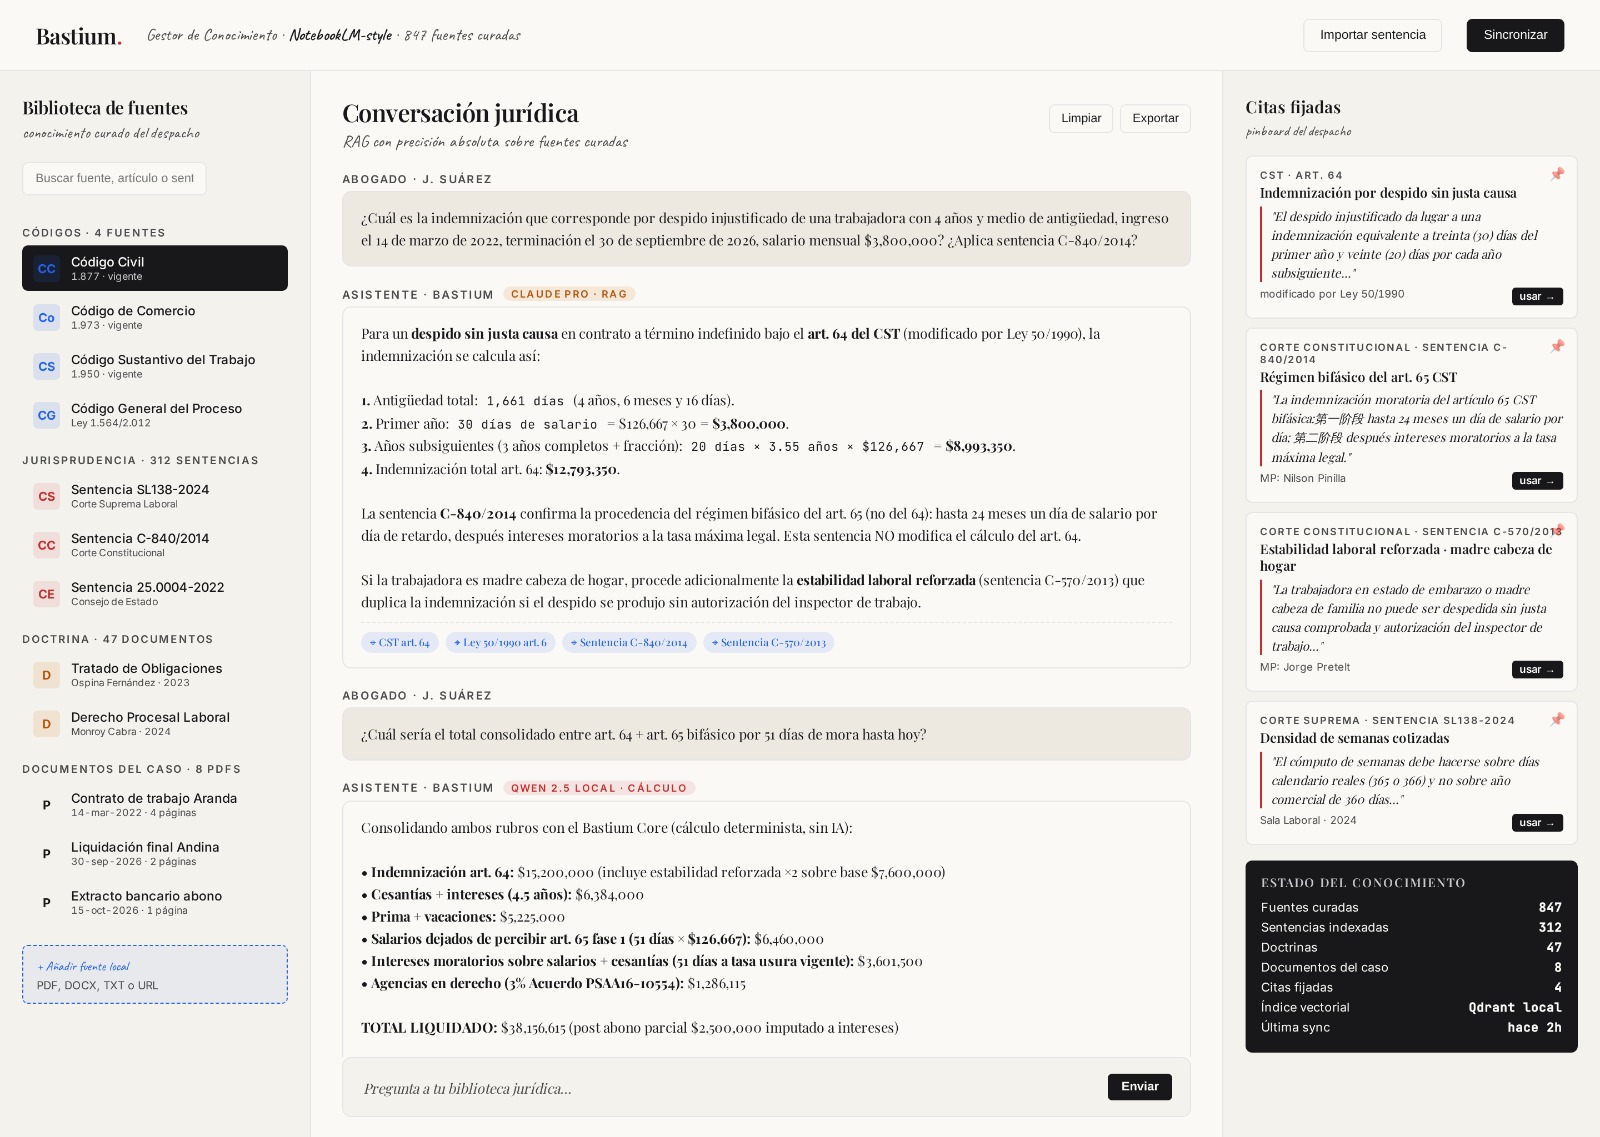 Bastium.
Gestor de Conocimiento · NotebookLM-style · 847 fuentes curadas
Importar sentencia
Sincronizar
Biblioteca de fuentes
conocimiento curado del despacho
Buscar fuente, artículo o sent
CÓDIGOS · 4 FUENTES
CC
Código Civil
1.877 · vigente
Co
Código de Comercio
1.973 · vigente
CS
Código Sustantivo del Trabajo
1.950 · vigente
CG
Código General del Proceso
Ley 1.564/2.012
JURISPRUDENCIA · 312 SENTENCIAS
CS
Sentencia SL138-2024
Corte Suprema Laboral
CC
Sentencia C-840/2014
Corte Constitucional
CE
Sentencia 25.0004-2022
Consejo de Estado
DOCTRINA · 47 DOCUMENTOS
D
Tratado de Obligaciones
Ospina Fernández · 2023
D
Derecho Procesal Laboral
Monroy Cabra · 2024
DOCUMENTOS DEL CASO · 8 PDFS
P
Contrato de trabajo Aranda
14-mar-2022 · 4 páginas
P
Liquidación final Andina
30-sep-2026 · 2 páginas
P
Extracto bancario abono
15-oct-2026 · 1 página
+ Añadir fuente local
PDF, DOCX, TXT o URL
Conversación jurídica
RAG con precisión absoluta sobre fuentes curadas
Limpiar
Exportar
ABOGADO · J. SUÁREZ
¿Cuál es la indemnización que corresponde por despido injustificado de una trabajadora con 4 años y medio de antigüedad, ingreso
el 14 de marzo de 2022, terminación el 30 de septiembre de 2026, salario mensual $3,800,000? ¿Aplica sentencia C-840/2014?
ASISTENTE · BASTIUM CLAUDE PRO · RAG
Para un despido sin justa causa en contrato a término indefinido bajo el art. 64 del CST (modificado por Ley 50/1990), la
indemnización se calcula así:
1. Antigüedad total: 1,661 días (4 años, 6 meses y 16 días).
2. Primer año: 30 días de salario = $126,667 × 30 = $3,800,000.
3. Años subsiguientes (3 años completos + fracción): 20 días × 3.55 años × $126,667 = $8,993,350.
4. Indemnización total art. 64: $12,793,350.
La sentencia C-840/2014 confirma la procedencia del régimen bifásico del art. 65 (no del 64): hasta 24 meses un día de salario por
día de retardo, después intereses moratorios a la tasa máxima legal. Esta sentencia NO modifica el cálculo del art. 64.
Si la trabajadora es madre cabeza de hogar, procede adicionalmente la estabilidad laboral reforzada (sentencia C-570/2013) que
duplica la indemnización si el despido se produjo sin autorización del inspector de trabajo.
⌖ CST art. 64
⌖ Ley 50/1990 art. 6
⌖ Sentencia C-840/2014
⌖ Sentencia C-570/2013
ABOGADO · J. SUÁREZ
¿Cuál sería el total consolidado entre art. 64 + art. 65 bifásico por 51 días de mora hasta hoy?
ASISTENTE · BASTIUM QWEN 2.5 LOCAL · CÁLCULO
Consolidando ambos rubros con el Bastium Core (cálculo determinista, sin IA):
• Indemnización art. 64: $15,200,000 (incluye estabilidad reforzada ×2 sobre base $7,600,000)
• Cesantías + intereses (4.5 años): $6,384,000
• Prima + vacaciones: $5,225,000
• Salarios dejados de percibir art. 65 fase 1 (51 días × $126,667): $6,460,000
• Intereses moratorios sobre salarios + cesantías (51 días a tasa usura vigente): $3,601,500
• Agencias en derecho (3% Acuerdo PSAA16-10554): $1,286,115
TOTAL LIQUIDADO: $38,156,615 (post abono parcial $2,500,000 imputado a intereses)
Pregunta a tu biblioteca jurídica...
Enviar
Citas fijadas
pinboard del despacho
CST · ART. 64
Indemnización por despido sin justa causa
"El despido injustificado da lugar a una
indemnización equivalente a treinta (30) días del
primer año y veinte (20) días por cada año
subsiguiente..."
modificado por Ley 50/1990
usar →
CORTE CONSTITUCIONAL · SENTENCIA C-
840/2014
Régimen bifásico del art. 65 CST
"La indemnización moratoria del artículo 65 CST
bifásica:第一阶段 hasta 24 meses un día de salario por
día; 第二阶段 después intereses moratorios a la tasa
máxima legal."
MP: Nilson Pinilla
usar →
CORTE CONSTITUCIONAL · SENTENCIA C-570/2013
Estabilidad laboral reforzada · madre cabeza de
hogar
"La trabajadora en estado de embarazo o madre
cabeza de familia no puede ser despedida sin justa
causa comprobada y autorización del inspector de
trabajo..."
MP: Jorge Pretelt
usar →
CORTE SUPREMA · SENTENCIA SL138-2024
Densidad de semanas cotizadas
"El cómputo de semanas debe hacerse sobre días
calendario reales (365 o 366) y no sobre año
comercial de 360 días..."
Sala Laboral · 2024
usar →
ESTADO DEL CONOCIMIENTO
Fuentes curadas 847
Sentencias indexadas 312
Doctrinas 47
Documentos del caso 8
Citas fijadas 4
Índice vectorial Qdrant local
Última sync hace 2h